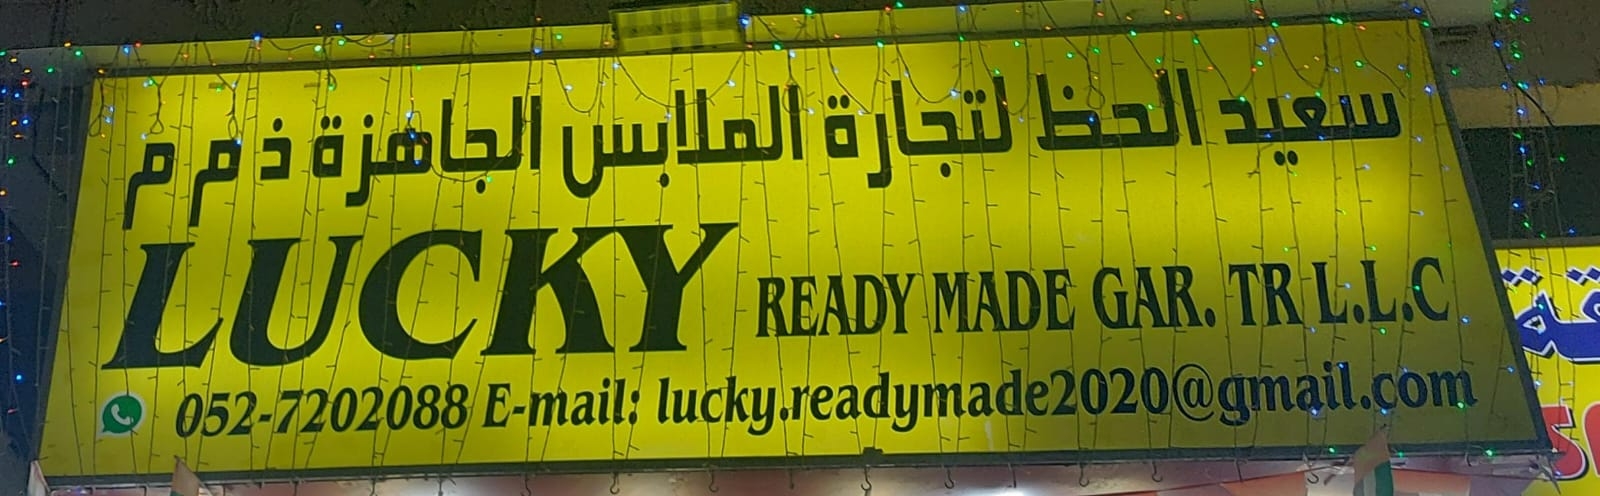 سعيد الحظ لتجارة الملابس الجاهزة ذ م م
LUCKY READY MADE GAR. TR L.L.C
052-7202088 E-mail: lucky.readymade2020@gmail.com